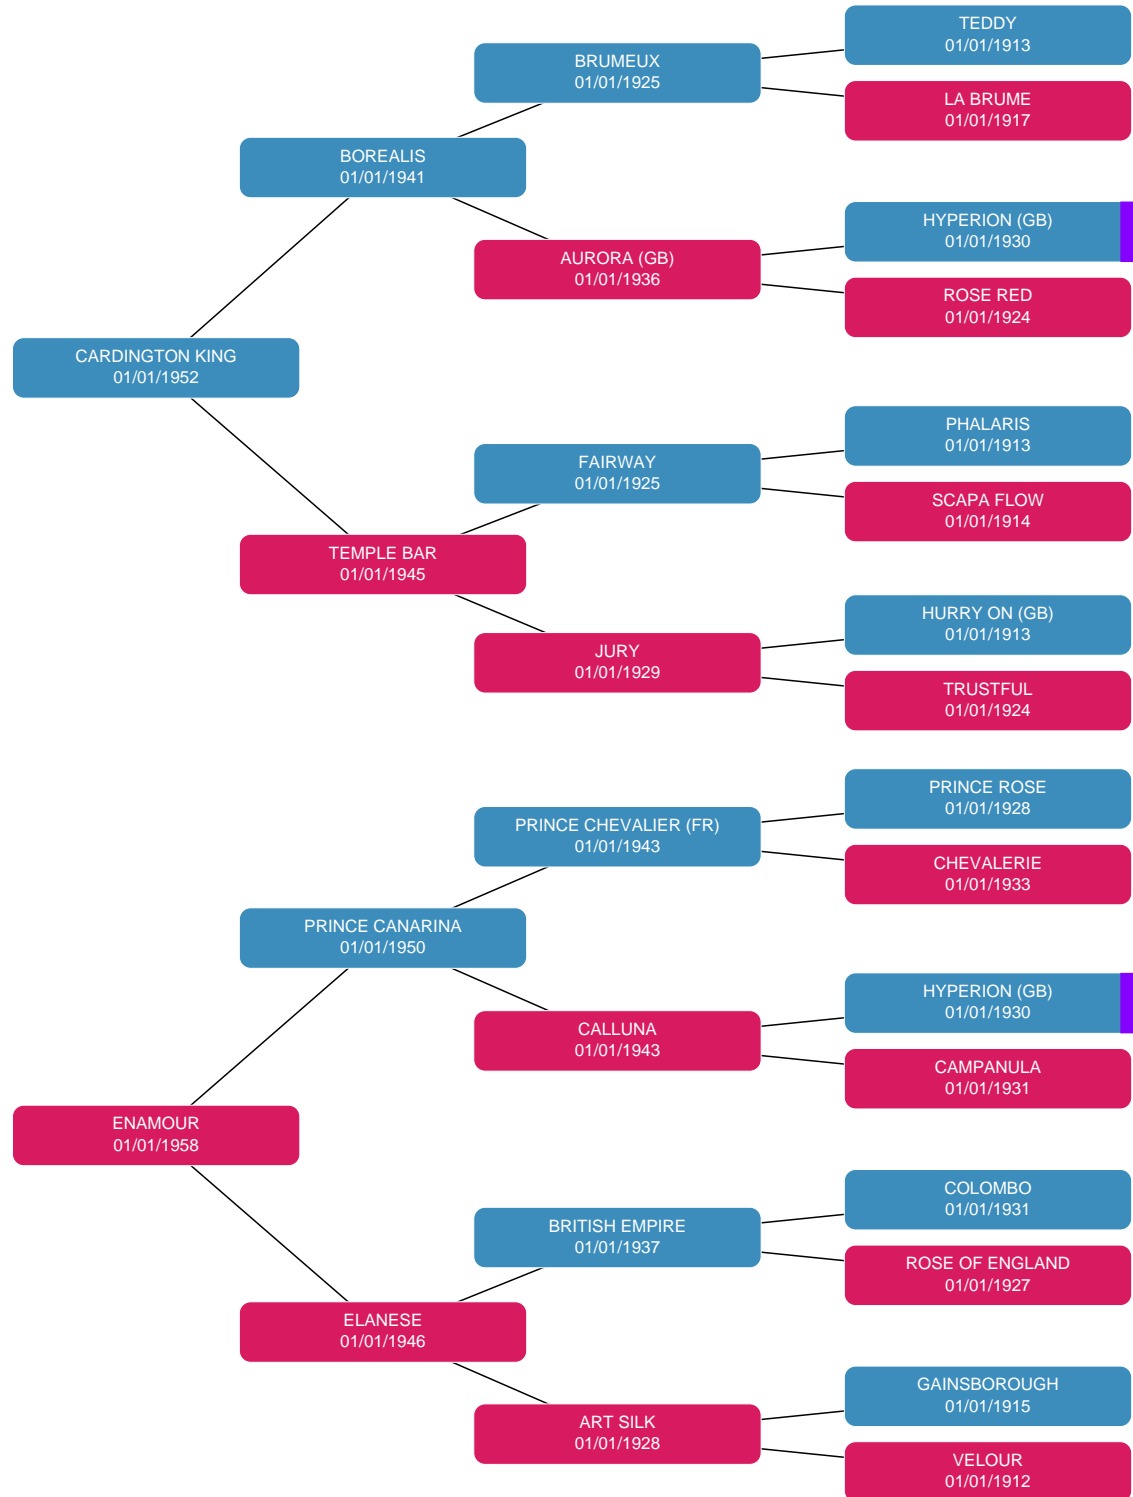 TEDDY
01/01/1913
BRUMEUX
01/01/1925
LA BRUME
01/01/1917
BOREALIS
01/01/1941
HYPERION (GB)
01/01/1930
AURORA (GB)
01/01/1936
ROSE RED
01/01/1924
CARDINGTON KING
01/01/1952
PHALARIS
01/01/1913
FAIRWAY
01/01/1925
SCAPA FLOW
01/01/1914
TEMPLE BAR
01/01/1945
HURRY ON (GB)
01/01/1913
JURY
01/01/1929
TRUSTFUL
01/01/1924
PRINCE ROSE
01/01/1928
PRINCE CHEVALIER (FR)
01/01/1943
CHEVALERIE
01/01/1933
PRINCE CANARINA
01/01/1950
HYPERION (GB)
01/01/1930
CALLUNA
01/01/1943
CAMPANULA
01/01/1931
ENAMOUR
01/01/1958
COLOMBO
01/01/1931
BRITISH EMPIRE
01/01/1937
ROSE OF ENGLAND
01/01/1927
ELANESE
01/01/1946
GAINSBOROUGH
01/01/1915
ART SILK
01/01/1928
VELOUR
01/01/1912